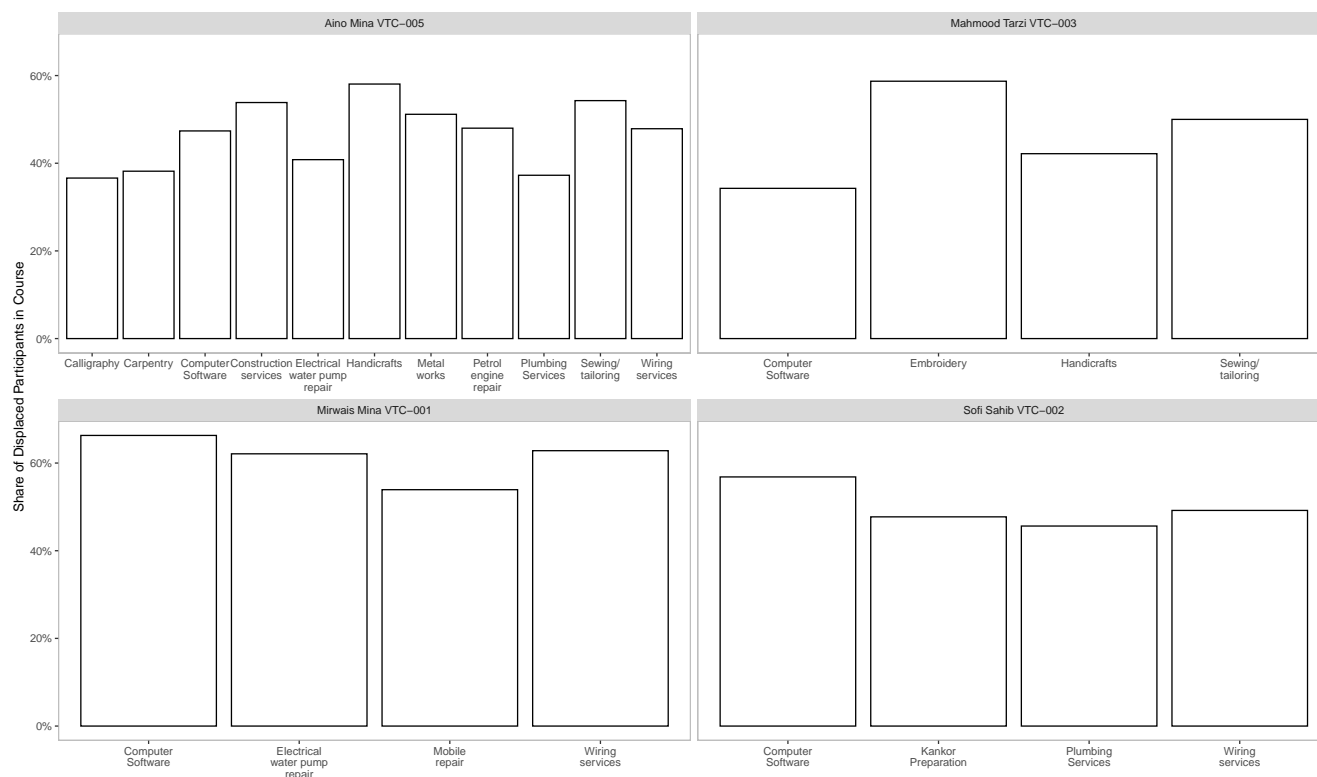 Aino Mina VTC−005
Mahmood Tarzi VTC−003
Share of Displaced Participants in Course
60%
40%
20%
0%
Calligraphy
Carpentry
Computer
Software
Construction
services
Electrical
water pump
repair
Handicrafts
Metal
works
Petrol
engine
repair
Plumbing
Services
Sewing/
tailoring
Wiring
services
Computer
Software
Embroidery
Handicrafts
Sewing/
tailoring
Mirwais Mina VTC−001
Sofi Sahib VTC−002
60%
40%
20%
0%
Computer
Software
Electrical
water pump
repair
Mobile
repair
Wiring
services
Computer
Software
Kankor
Preparation
Plumbing
Services
Wiring
services